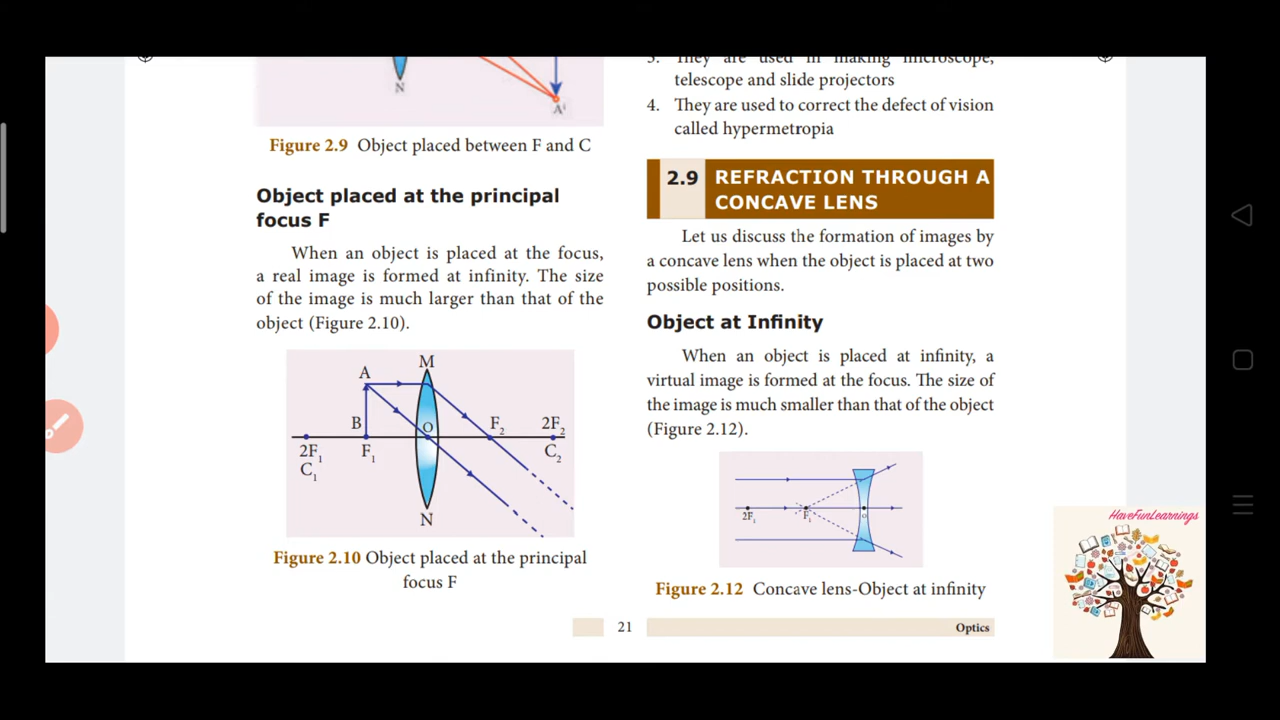 N
A'
Figure 2.9 Object placed between F and C
Object placed at the principal
focus F
When an object is placed at the focus,
a real image is formed at infinity. The size
of the image is much larger than that of the
object (Figure 2.10).
M
A
B
O
F₂
2F₂
2F₁
F₁
C₂
C₁
N
Figure 2.10 Object placed at the principal
focus F
3. They are used in making microscope,
telescope and slide projectors
4. They are used to correct the defect of vision
called hypermetropia
2.9 REFRACTION THROUGH A
CONCAVE LENS
Let us discuss the formation of images by
a concave lens when the object is placed at two
possible positions.
Object at Infinity
When an object is placed at infinity, a
virtual image is formed at the focus. The size of
the image is much smaller than that of the object
(Figure 2.12).
2F₁
F₁
O
Figure 2.12 Concave lens-Object at infinity
21
Optics
HaveFunLearnings